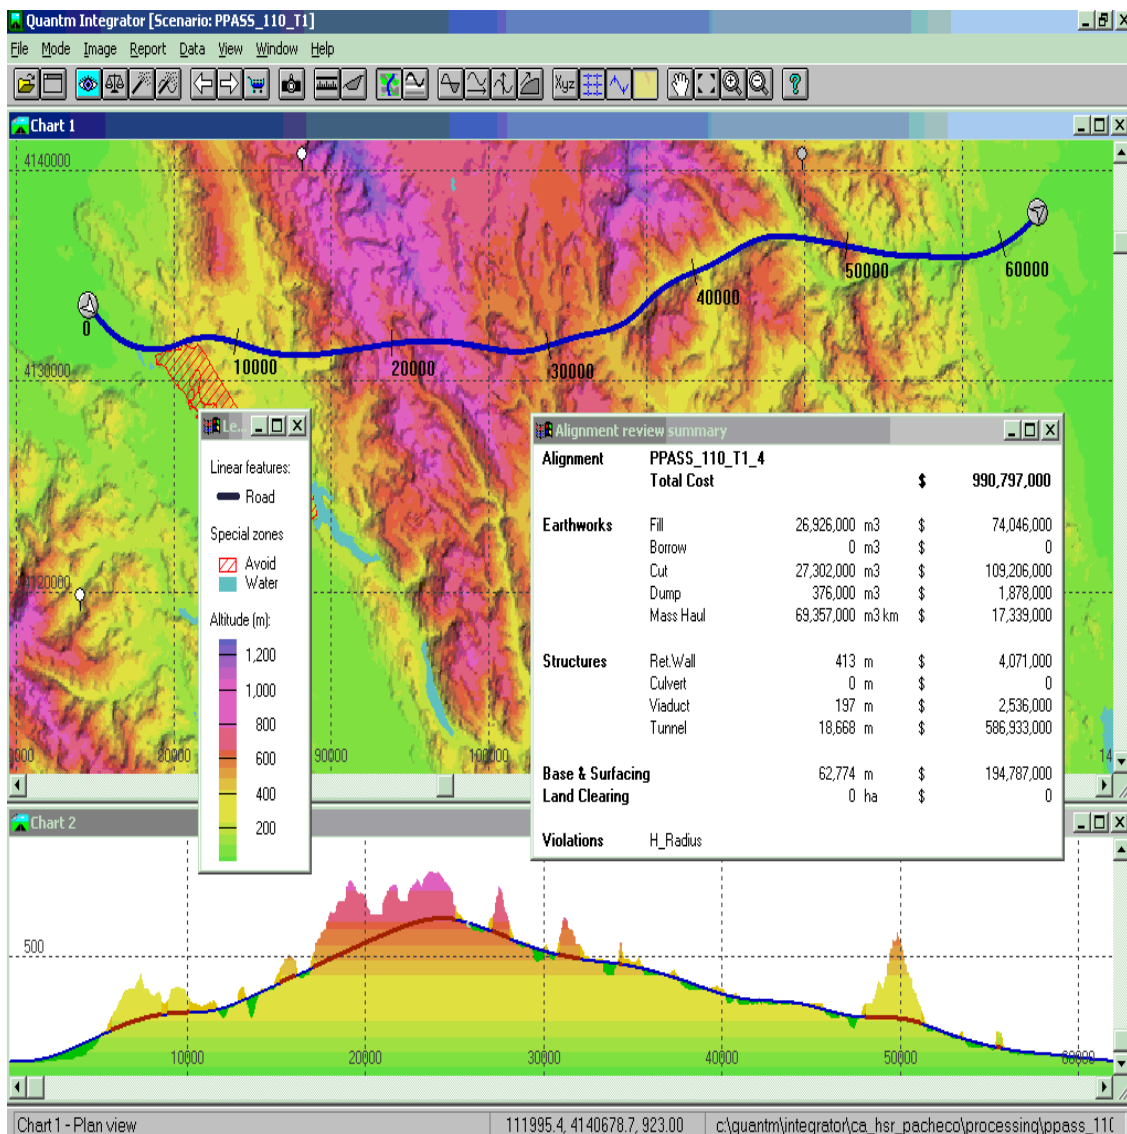 Quantm Integrator [Scenario: PPASS_110_T1]
File Mode Image Report Data View Window Help
Xyz
Chart 1
4140000
4130000
4120000
0
10000
20000
30000
40000
50000
60000
80000
90000
Linear features:
Road
Special zones
Avoid
Water
Altitude (m):
1,200
1,000
800
600
400
200
Alignment review summary
Alignment PPASS_110_T1_4
Total Cost $ 990,797,000
Earthworks Fill 26,926,000 m3 $ 74,046,000
Borrow 0 m3 $ 0
Cut 27,302,000 m3 $ 109,206,000
Dump 376,000 m3 $ 1,878,000
Mass Haul 69,357,000 m3 km $ 17,339,000
Structures Ret.Wall 413 m $ 4,071,000
Culvert 0 m $ 0
Viaduct 197 m $ 2,536,000
Tunnel 18,668 m $ 586,933,000
Base & Surfacing 62,774 m $ 194,787,000
Land Clearing 0 ha $ 0
Violations H_Radius
Chart 2
500
10000 20000 30000 40000 50000 60000
Chart 1 - Plan view 111995.4, 4140678.7, 923.00 c:\quantm\integrator\ca_hsr_pacheco\processing\ppass_110